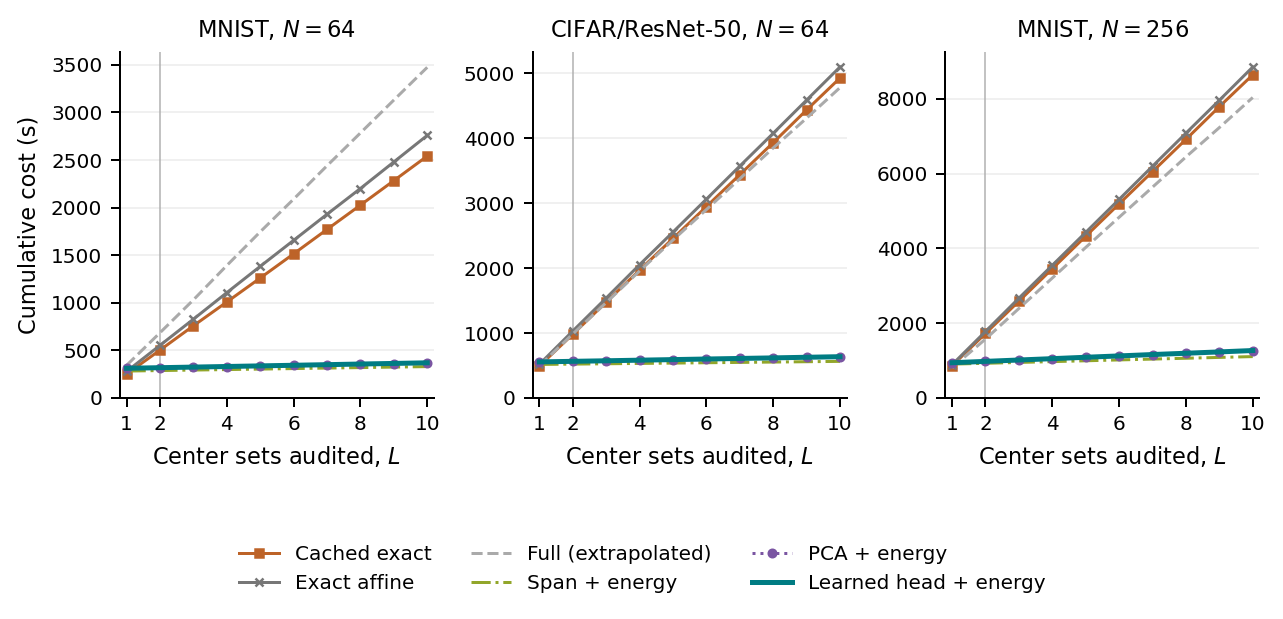 MNIST, N = 64
CIFAR/ResNet-50, N = 64
MNIST, N = 256
Cumulative cost (s)
3500
3000
2500
2000
1500
1000
500
0
1 2 4 6 8 10
Center sets audited, L
5000
4000
3000
2000
1000
0
1 2 4 6 8 10
Center sets audited, L
8000
6000
4000
2000
0
1 2 4 6 8 10
Center sets audited, L
Cached exact
Exact affine
Full (extrapolated)
Span + energy
PCA + energy
Learned head + energy